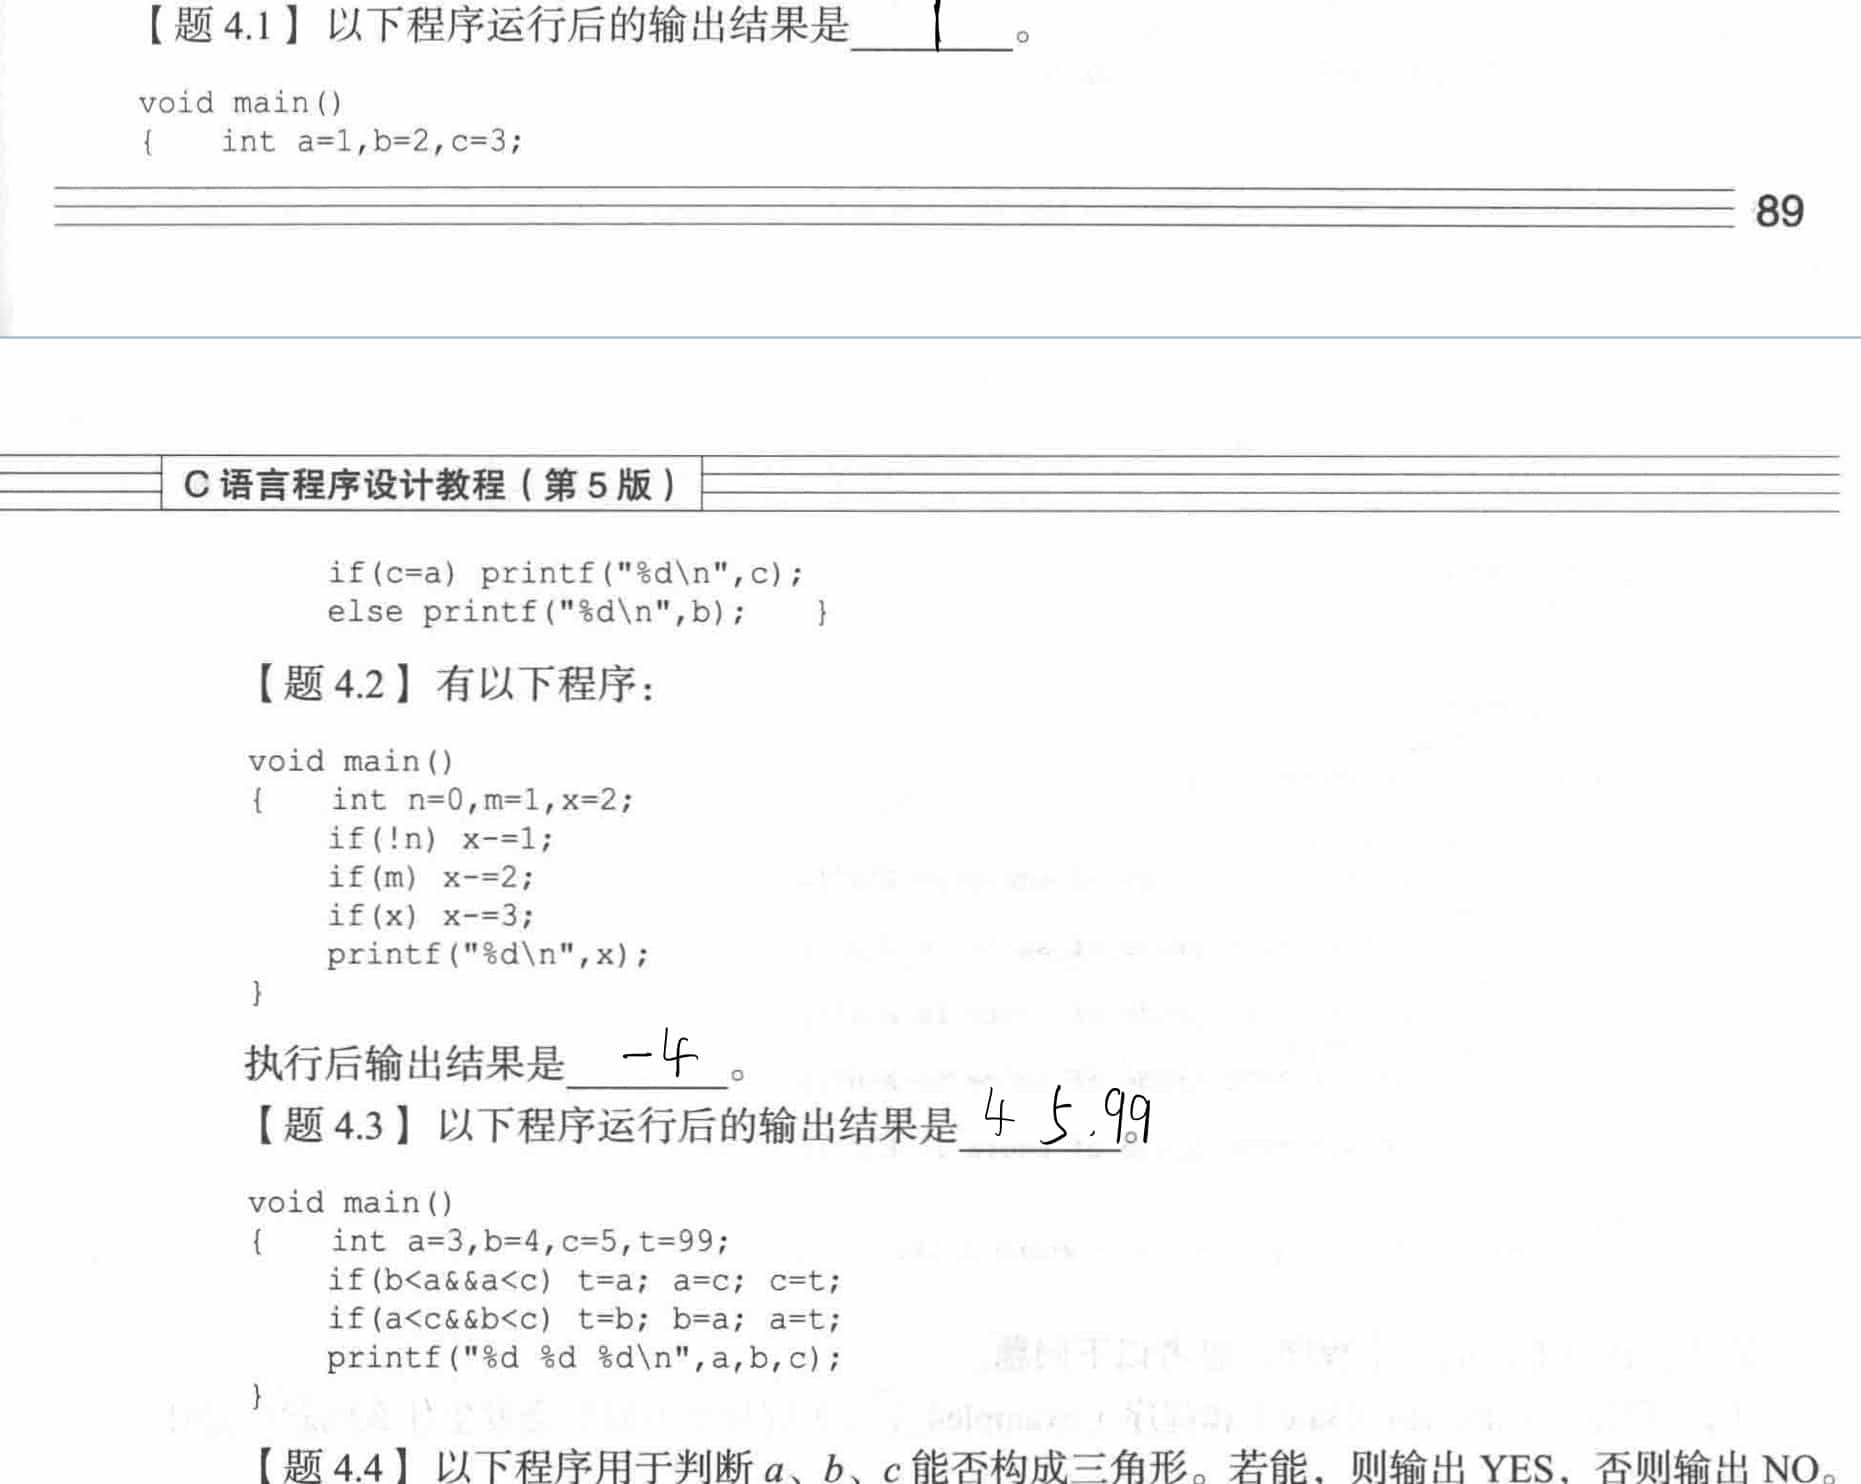 【题 4.1】以下程序运行后的输出结果是 1 。
void main()
{ int a=1,b=2,c=3;
89
C 语言程序设计教程（第 5 版）
if(c=a) printf("%d\n",c);
else printf("%d\n",b); }
【题 4.2】有以下程序：
void main()
{ int n=0,m=1,x=2;
if(!n) x-=1;
if(m) x-=2;
if(x) x-=3;
printf("%d\n",x);
}
执行后输出结果是 -4 。
【题 4.3】以下程序运行后的输出结果是 4 5.99 。
void main()
{ int a=3,b=4,c=5,t=99;
if(b<a&&a<c) t=a; a=c; c=t;
if(a<c&&b<c) t=b; b=a; a=t;
printf("%d %d %d\n",a,b,c);
}
【题 4.4】以下程序用于判断 a、b、c 能否构成三角形。若能，则输出 YES，否则输出 NO。